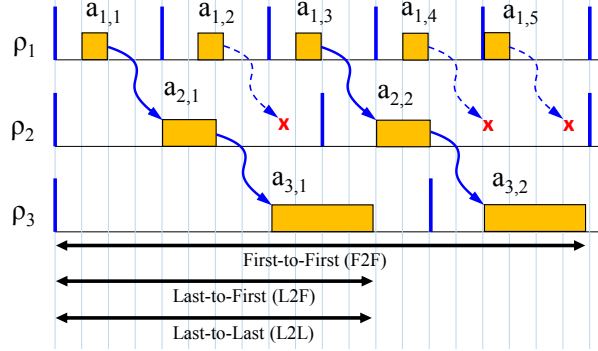 a1,1 a1,2 a1,3 a1,4 a1,5
ρ1
a2,1 a2,2
ρ2 x x x
a3,1 a3,2
ρ3
First-to-First (F2F)
Last-to-First (L2F)
Last-to-Last (L2L)